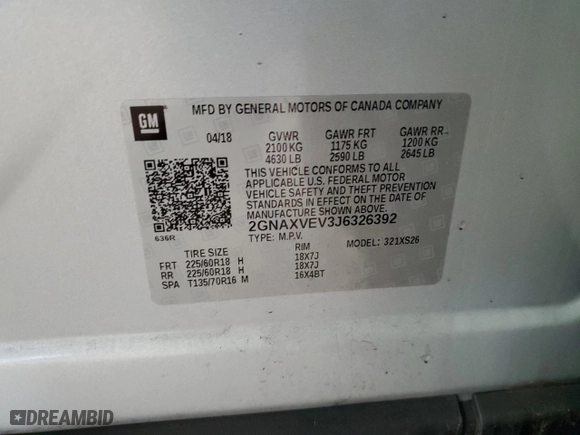 GM
MFD BY GENERAL MOTORS OF CANADA COMPANY
04/18 GVWR GAWR FRT GAWR RR
2100 KG 1175 KG 1200 KG
4630 LB 2590 LB 2645 LB
THIS VEHICLE CONFORMS TO ALL
APPLICABLE U.S. FEDERAL MOTOR
VEHICLE SAFETY AND THEFT PREVENTION
STANDARDS IN EFFECT ON THE DATE OF
MANUFACTURE SHOWN ABOVE.
2GNAXVEV3J6326392
636R TYPE: M.P.V. MODEL: 321XS26
TIRE SIZE RIM
FRT 225/60R18 H 18X7J
RR 225/60R18 H 18X7J
SPA T135/70R16 M 16X4BT
DREAMBID